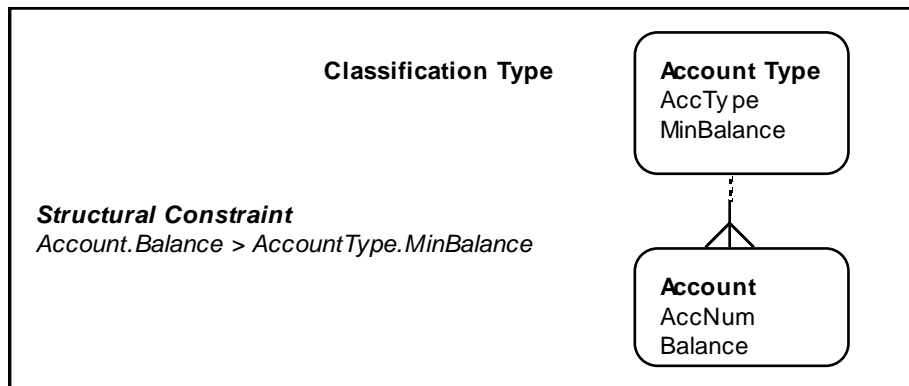 Classification Type
Account Type
AccType
MinBalance
Structural Constraint
Account.Balance > AccountType.MinBalance
Account
AccNum
Balance